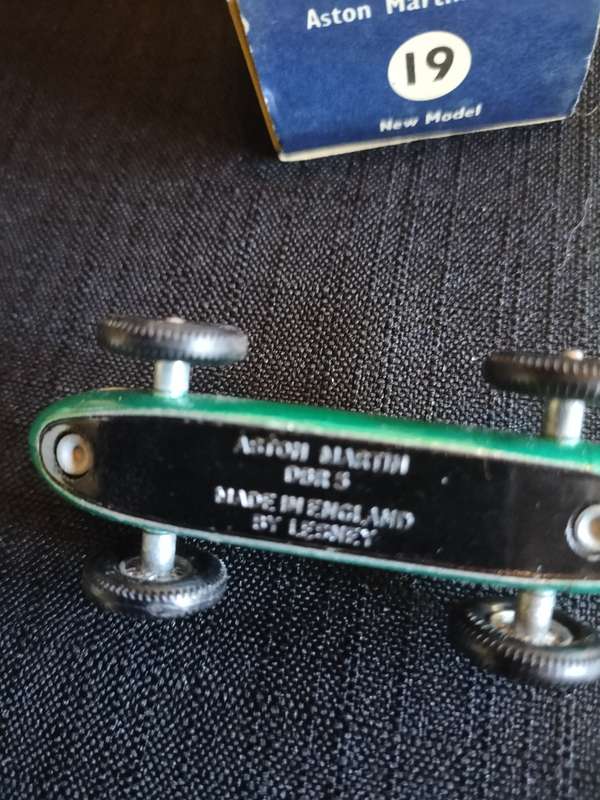 Aston Martin
19
New Model
ASTON MARTIN
DBR 5
MADE IN ENGLAND
BY LESNEY